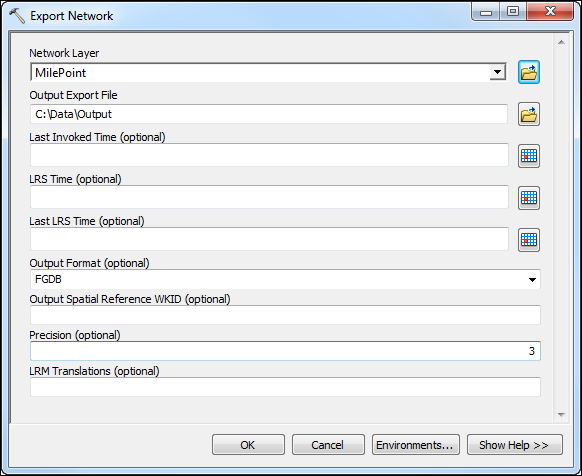 Export Network
Network Layer
MilePoint
Output Export File
C:\Data\Output
Last Invoked Time (optional)
LRS Time (optional)
Last LRS Time (optional)
Output Format (optional)
FGDB
Output Spatial Reference WKID (optional)
Precision (optional)
3
LRM Translations (optional)
OK Cancel Environments... Show Help >>